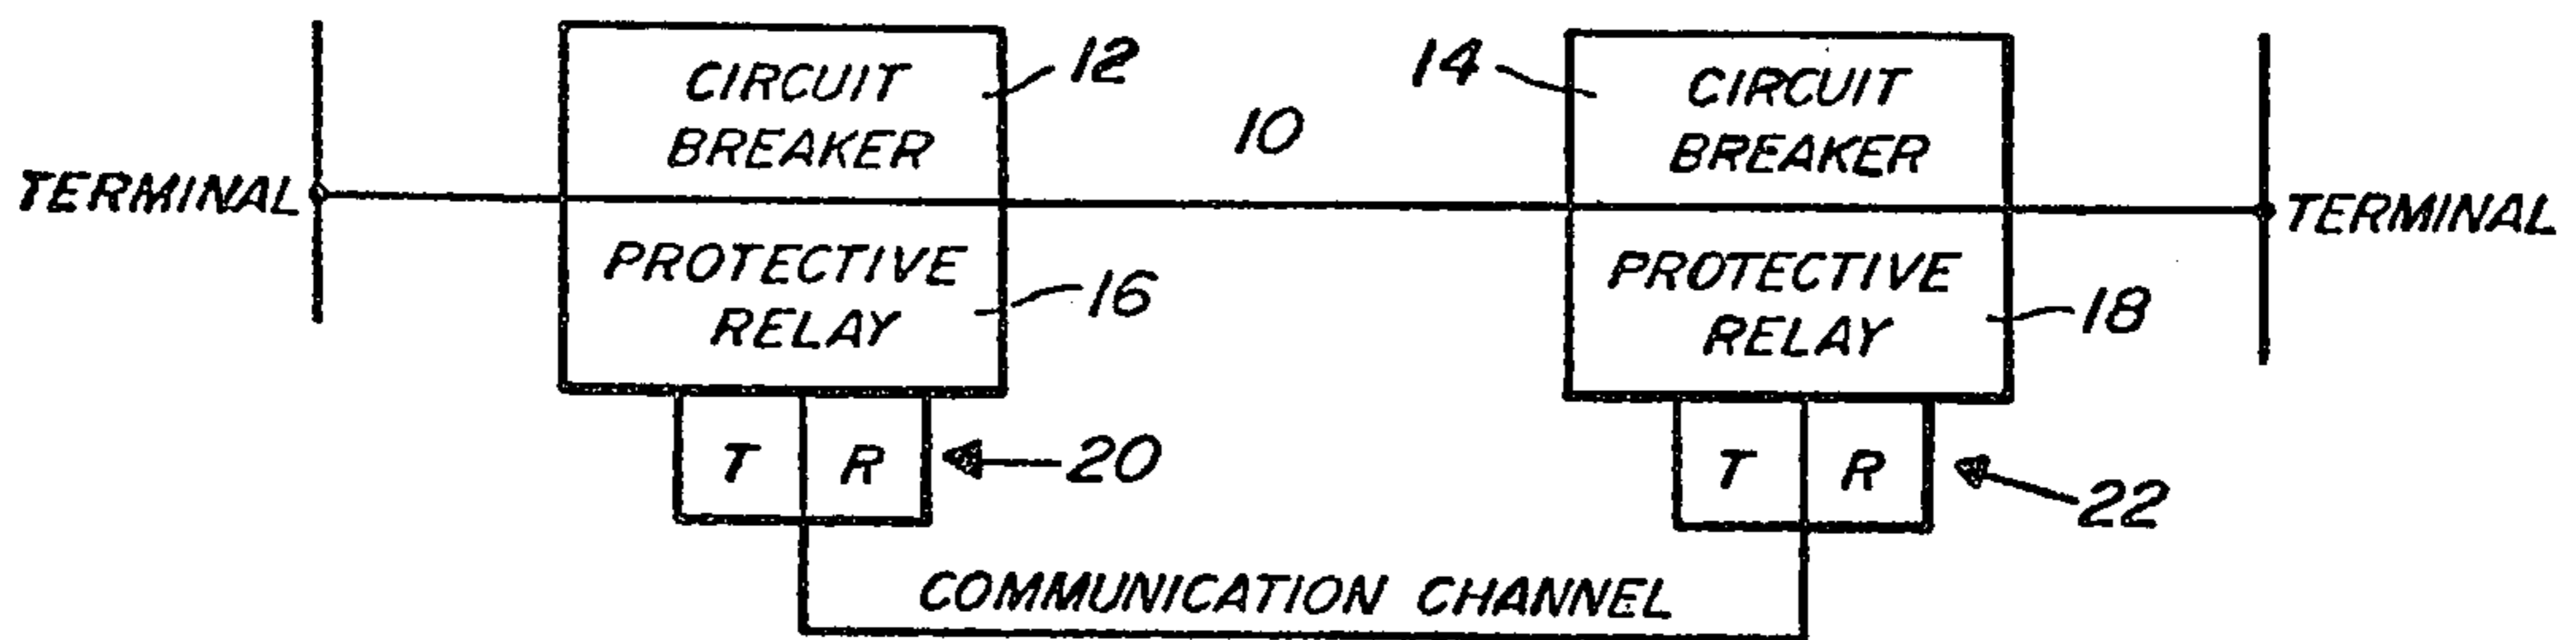 CIRCUIT
BREAKER
12
10
14
CIRCUIT
BREAKER
TERMINAL
TERMINAL
PROTECTIVE
RELAY
16
PROTECTIVE
RELAY
18
T R
20
T R
22
COMMUNICATION CHANNEL